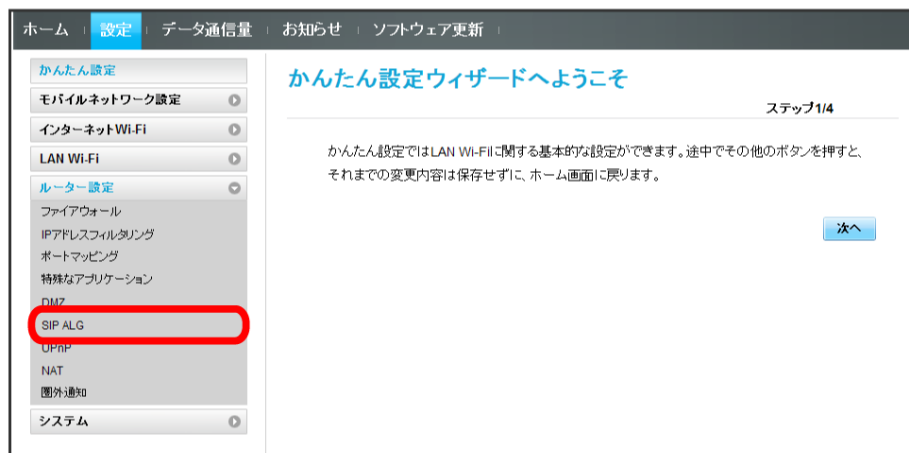 ホーム 設定 データ通信量 お知らせ ソフトウェア更新
かんたん設定
モバイルネットワーク設定
インターネットWi-Fi
LAN Wi-Fi
ルーター設定
ファイアウォール
IPアドレスフィルタリング
ポートマッピング
特殊なアプリケーション
DMZ
SIP ALG
UPnP
NAT
圏外通知
システム
かんたん設定ウィザードへようこそ
ステップ1/4
かんたん設定ではLAN Wi-Fiに関する基本的な設定ができます。途中でその他のボタンを押すと、
それまでの変更内容は保存せずに、ホーム画面に戻ります。
次へ